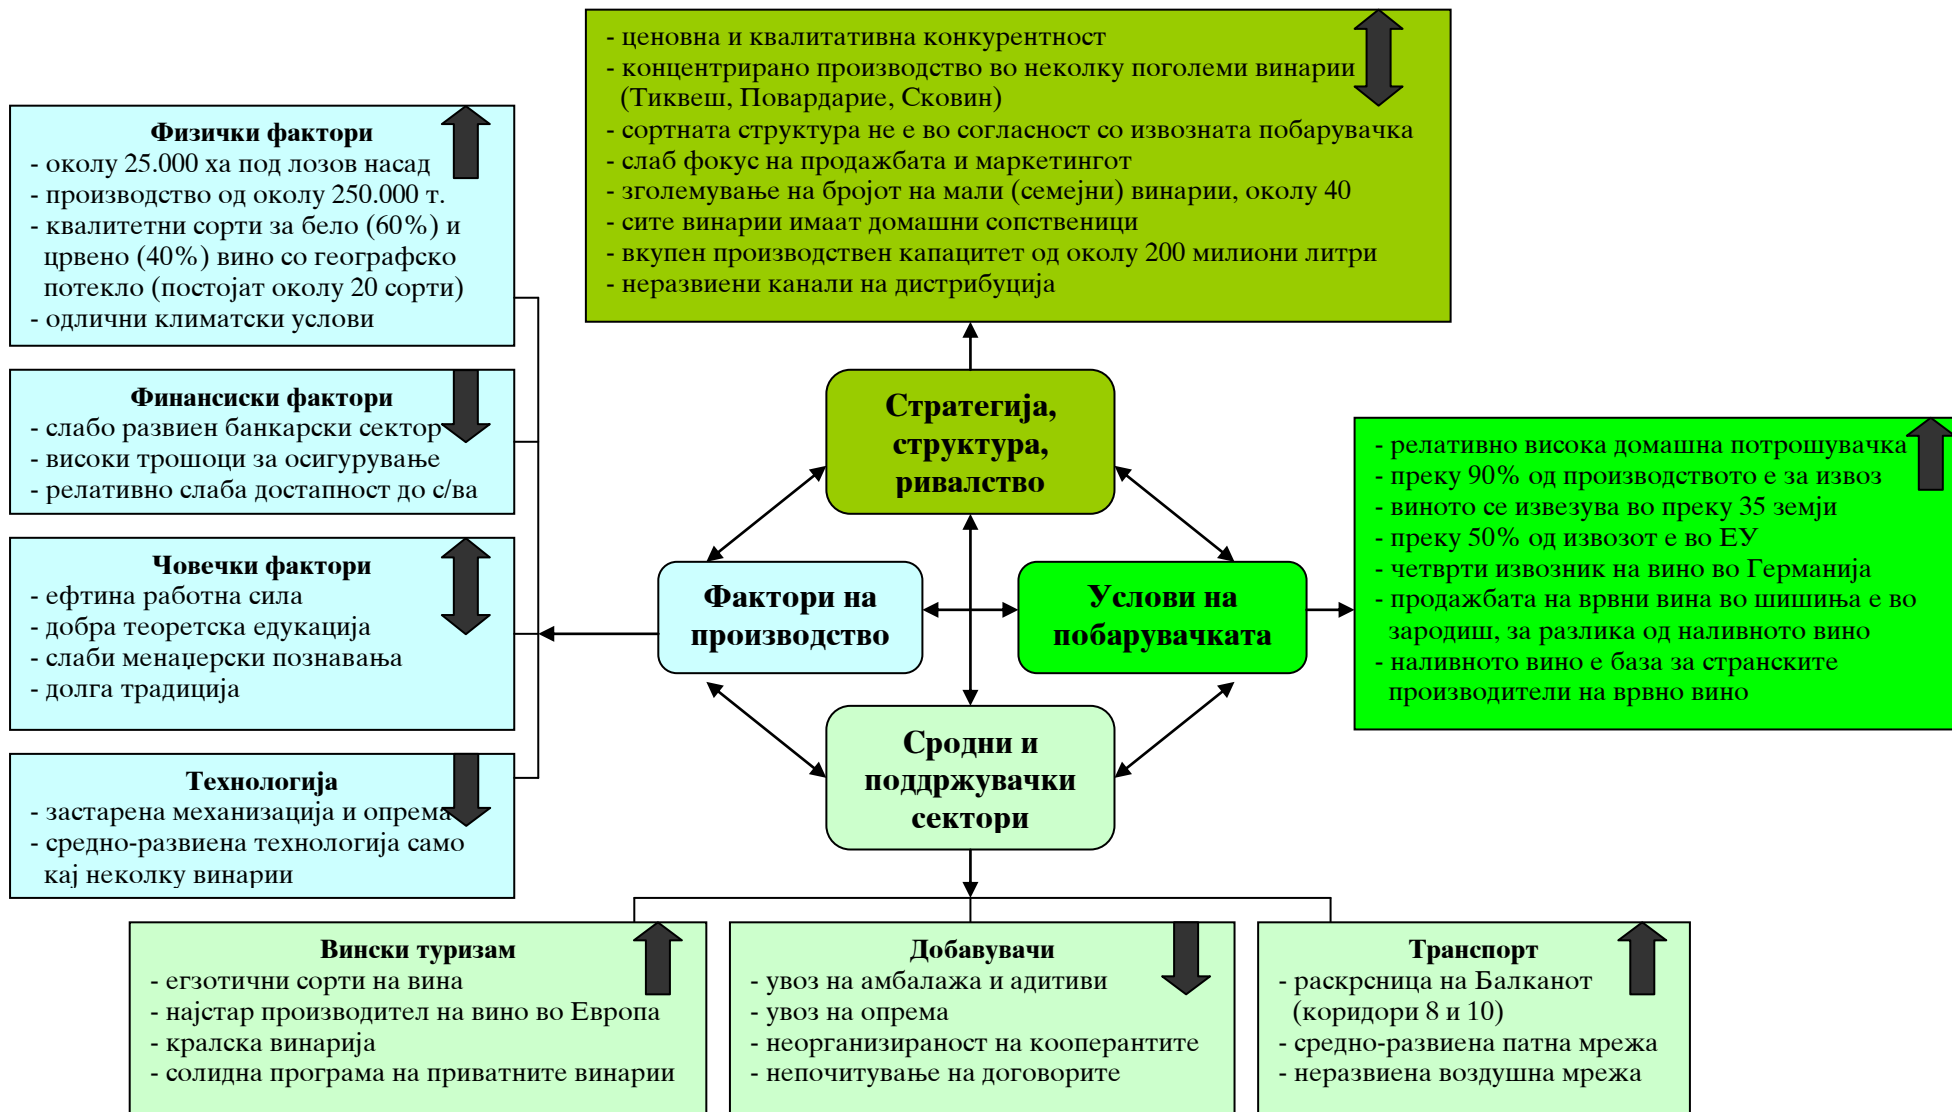 - ценовна и квалитативна конкурентност
- концентрирано производство во неколку поголеми винарии
(Тиквеш, Повардарие, Сковин)
- сортната структура не е во согласност со извозната побарувачка
- слаб фокус на продажбата и маркетингот
- зголемување на бројот на мали (семејни) винарии, околу 40
- сите винарии имаат домашни сопственици
- вкупен производствен капацитет од околу 200 милиони литри
- неразвиени канали на дистрибуција
Физички фактори
- околу 25.000 ха под лозов насад
- производство од околу 250.000 т.
- квалитетни сорти за бело (60%) и
црвено (40%) вино со географско
потекло (постојат околу 20 сорти)
- одлични климатски услови
Финансиски фактори
- слабо развиен банкарски сектор
- високи трошоци за осигурување
- релативно слаба достапност до с/ва
Човечки фактори
- ефтина работна сила
- добра теоретска едукација
- слаби менаџерски познавања
- долга традиција
Технологија
- застарена механизација и опрема
- средно-развиена технологија само
кај неколку винарии
Стратегија,
структура,
ривалство
Фактори на
производство
Услови на
побарувачката
Сродни и
поддржувачки
сектори
- релативно висока домашна потрошувачка
- преку 90% од производството е за извоз
- виното се извезува во преку 35 земји
- преку 50% од извозот е во ЕУ
- четврти извозник на вино во Германија
- продажбата на врвни вина во шишиња е во
зародиш, за разлика од наливното вино
- наливното вино е база за странските
производители на врвно вино
Вински туризам
- егзотични сорти на вина
- најстар производител на вино во Европа
- кралска винарија
- солидна програма на приватните винарии
Добавувачи
- увоз на амбалажа и адитиви
- увоз на опрема
- неорганизираност на кооперантите
- непочитување на договорите
Транспорт
- раскрсница на Балканот
(коридори 8 и 10)
- средно-развиена патна мрежа
- неразвиена воздушна мрежа